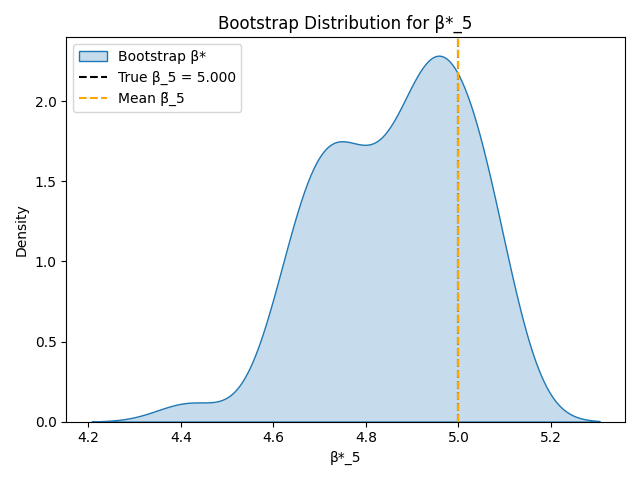 Bootstrap Distribution for β*_5
Bootstrap β*
True β_5 = 5.000
Mean β̂_5
Density
2.0
1.5
1.0
0.5
0.0
4.2 4.4 4.6 4.8 5.0 5.2
β*_5